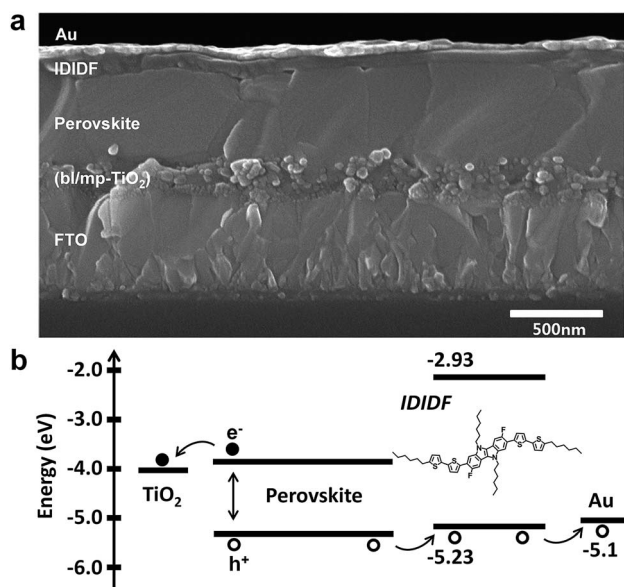 a
Au
IDIDF
Perovskite
(bl/mp-TiO₂)
FTO
500nm
b
Energy (eV)
-2.0
-3.0
-4.0
-5.0
-6.0
TiO₂
e⁻
Perovskite
h⁺
-2.93
IDIDF
F
N
S
S
S
S
N
F
-5.23
Au
-5.1